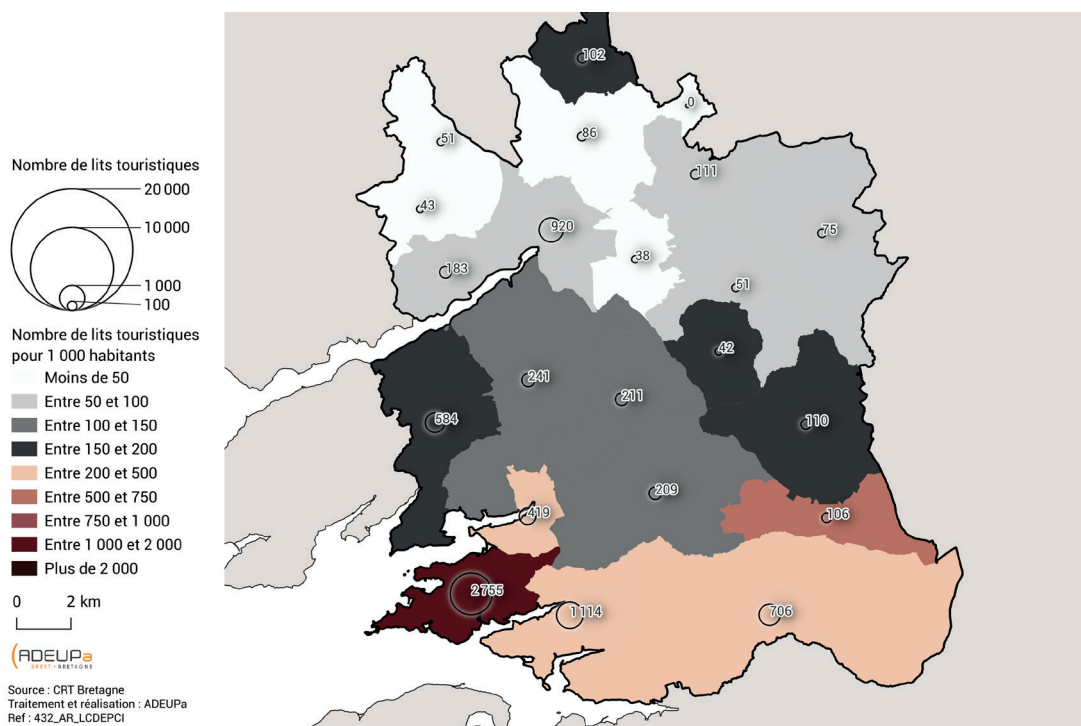 Nombre de lits touristiques
20 000
10 000
1 000
100
Nombre de lits touristiques
pour 1 000 habitants
Moins de 50
Entre 50 et 100
Entre 100 et 150
Entre 150 et 200
Entre 200 et 500
Entre 500 et 750
Entre 750 et 1 000
Entre 1 000 et 2 000
Plus de 2 000
0 2 km
ADEUPa
BREST • BRETAGNE
Source : CRT Bretagne
Traitement et réalisation : ADEUPa
Ref : 432_AR_LCDEPCI
102
0
51
86
111
43
920
75
38
183
51
42
241
211
584
110
209
419
106
2 755
1 114
706